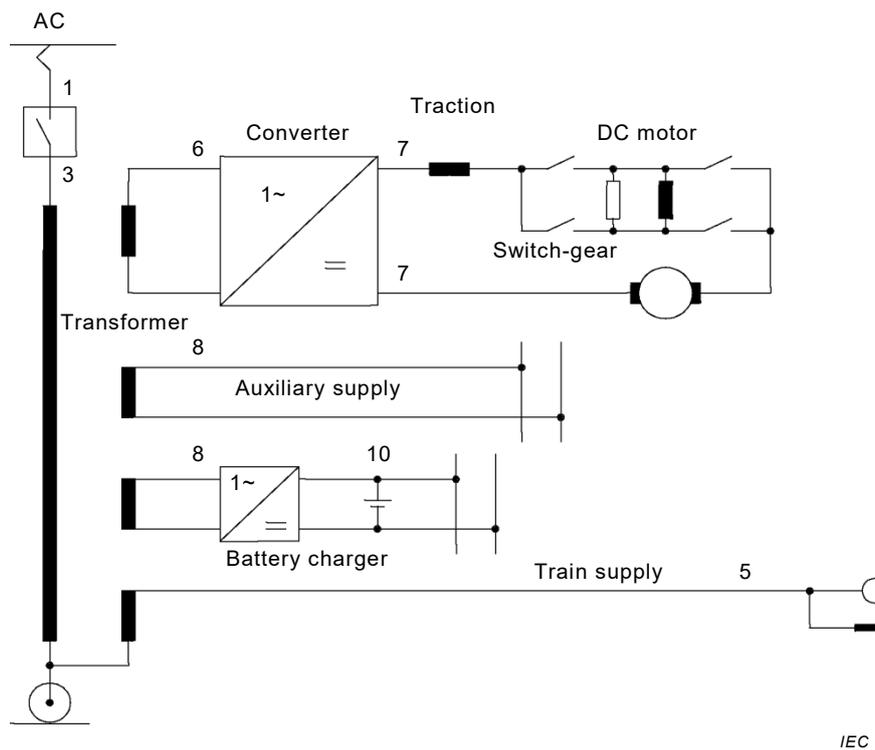 AC
1
3
6
Converter
7
Traction
DC motor
1~
Switch-gear
7
Transformer
8
Auxiliary supply
8
10
1~
Battery charger
Train supply
5
IEC